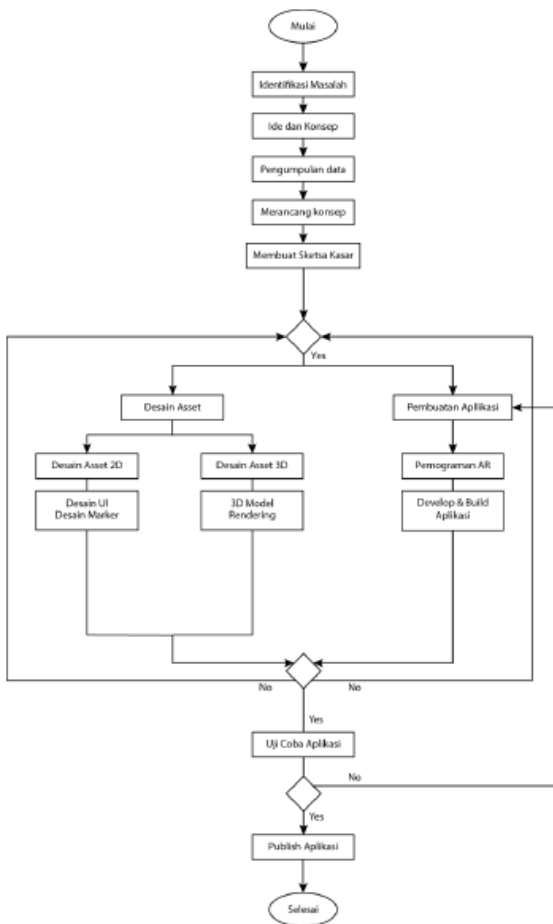 Mulai
Identifikasi Masalah
Ide dan Konsep
Pengumpulan data
Merancang konsep
Membuat Sketsa Kasar
Yes
Desain Asset
Pembuatan Apllikasi
Desain Asset 2D
Desain Asset 3D
Pemograman AR
Desain UI
Desain Marker
3D Model
Rendering
Develop & Build
Aplikasi
No
No
Yes
Uji Coba Aplikasi
No
Yes
Publish Aplikasi
Selesai